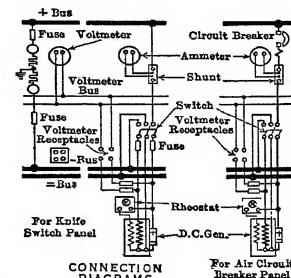 + Bus
Fuse
Voltmeter
Circuit Breaker
Ammeter
Shunt
Voltmeter
Bus
Switch
Fuse
Voltmeter
Receptacles
Voltmeter
Receptacles
Fuse
-Bus
=Bus
Rheostat
For Knife
Switch Panel
D.C.Gen.
For Air Circuit
Breaker Panel
CONNECTION
DIAGRAMS